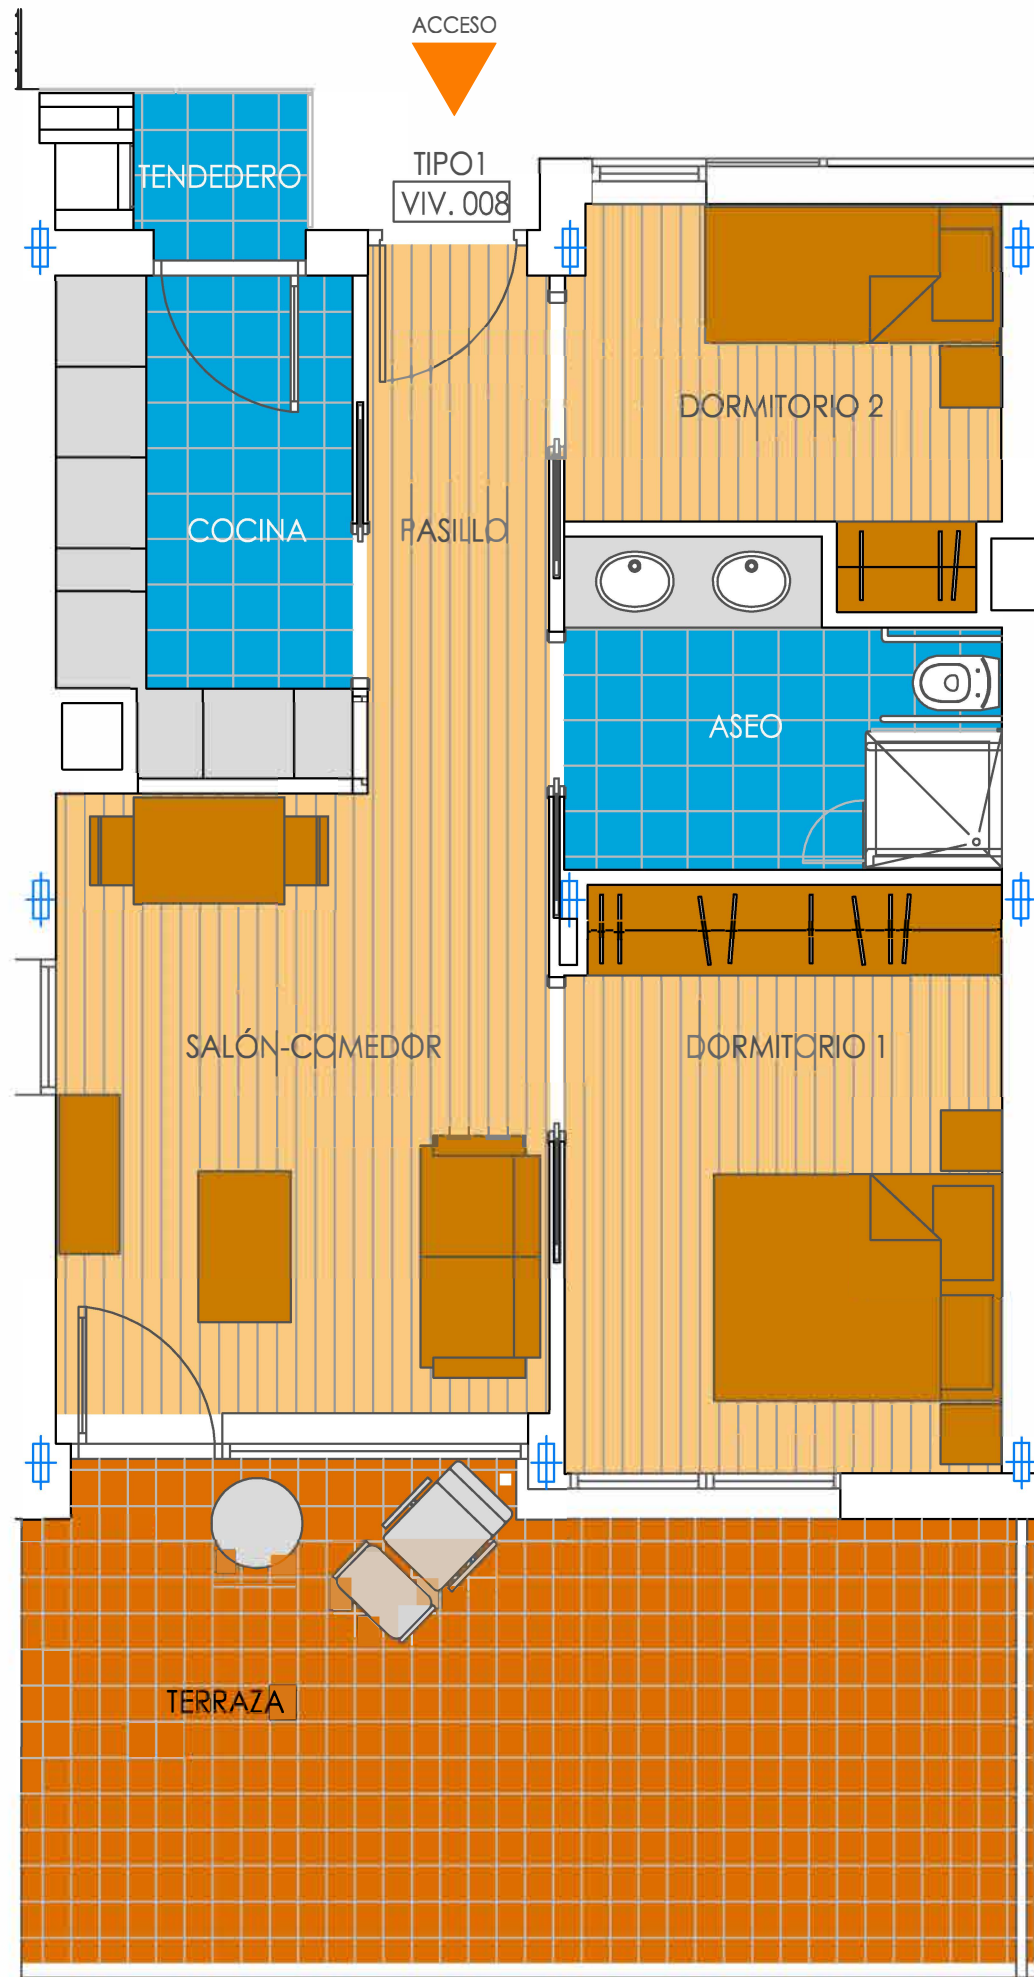 ACCESO
TIPO1
VIV. 008
TENDEDERO
DORMITORIO 2
COCINA
PASILLO
ASEO
SALÓN-COMEDOR
DORMITORIO 1
TERRAZA